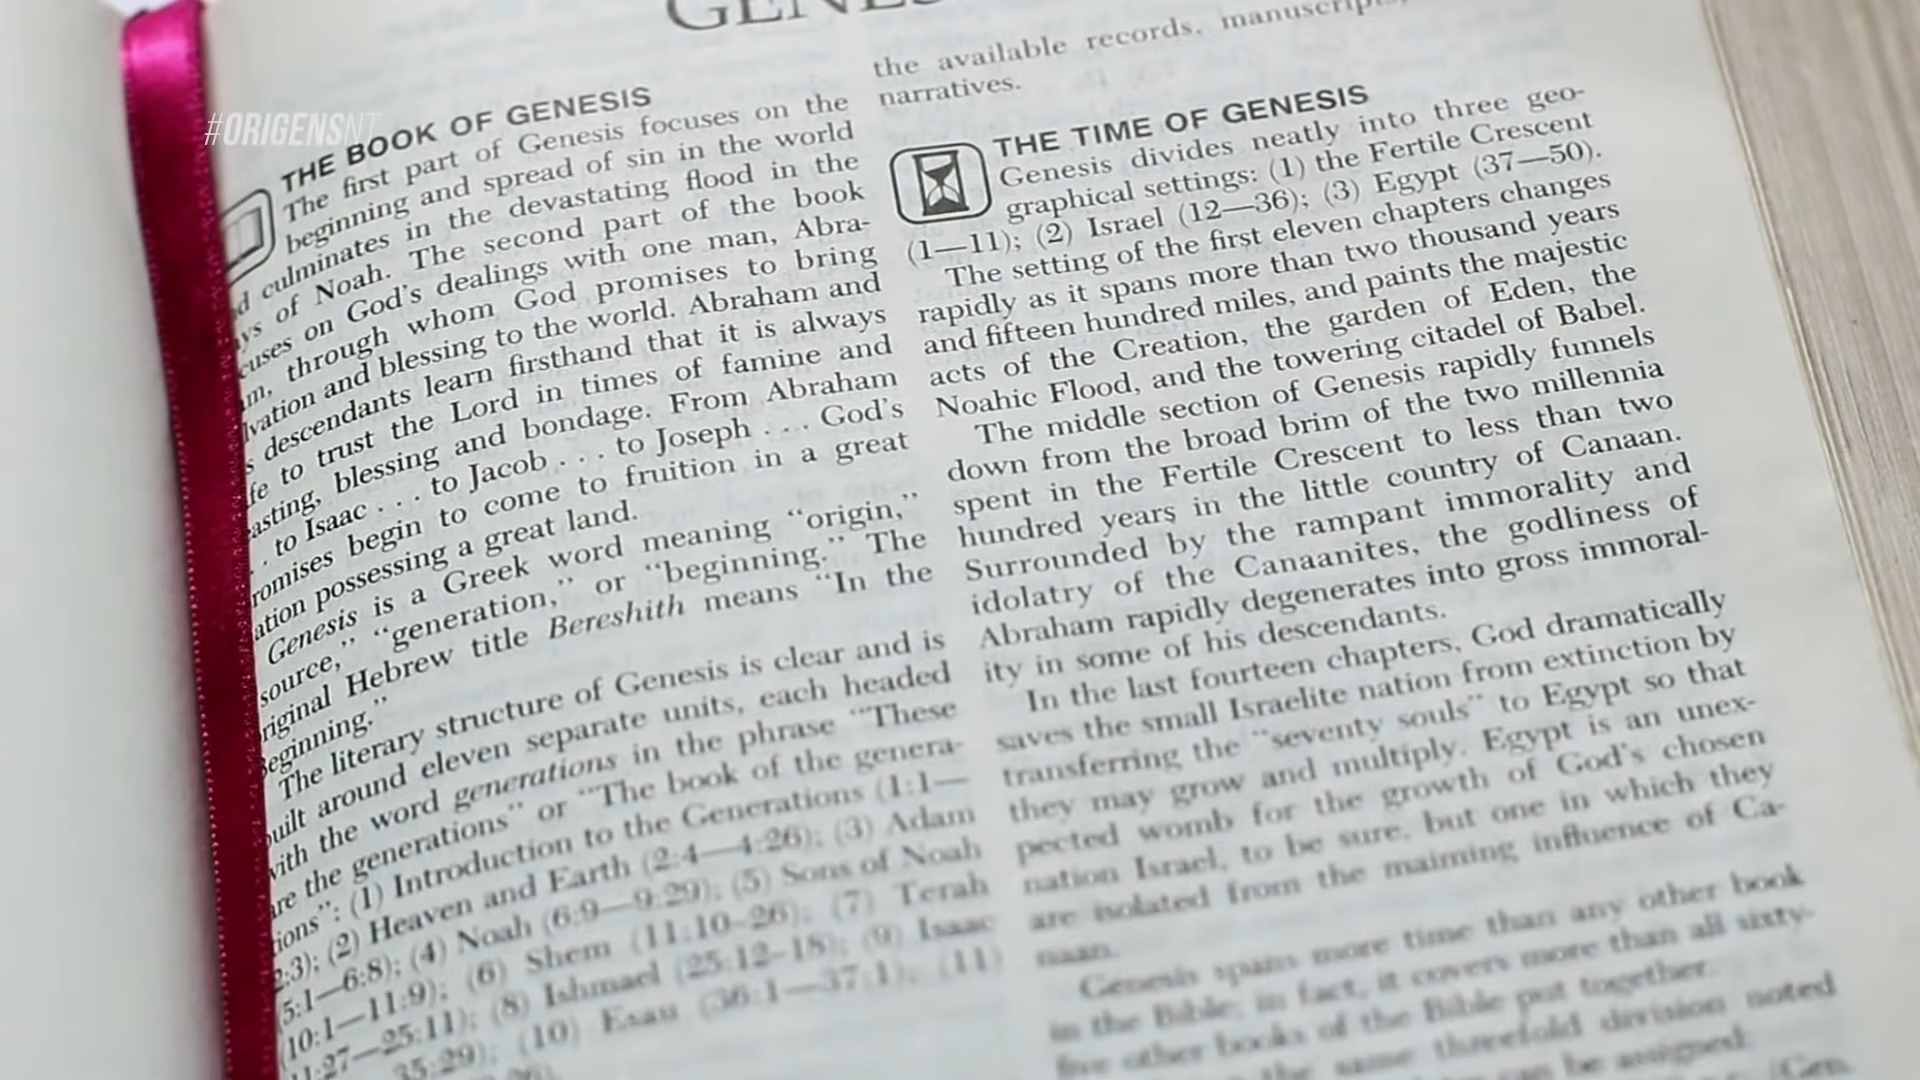 GENES
#ORIGENSNT
THE BOOK OF GENESIS
The first part of Genesis focuses on the
beginning and spread of sin in the world
culminates in the devastating flood in the
of Noah. The second part of the book
on God's dealings with one man, Abra-
through whom God promises to bring
and blessing to the world. Abraham and
descendants learn firsthand that it is always
to trust the Lord in times of famine and
blessing and bondage. From Abraham
to Isaac . . . to Jacob . . . to Joseph . . . God's
begin to come to fruition in a great
possessing a great land.
Genesis is a Greek word meaning “origin,”
source,” “generation,” or “beginning.” The
Hebrew title Bereshith means “In the
The literary structure of Genesis is clear and is
around eleven separate units, each headed
the word generations in the phrase “These
the generations” or “The book of the genera-
(1) Introduction to the Generations (1:1—
(2) Heaven and Earth (2:4—4:26); (3) Adam
(4) Noah (6:9—9:29); (5) Sons of Noah
(10:1—11:9); (6) Shem (11:10–26); (7) Terah
(8) Ishmael (25:12–18); (9) Isaac
35:29); (10) Esau (36:1—37:1); (11)
the available records, manuscripts,
narratives.
THE TIME OF GENESIS
Genesis divides neatly into three geo-
graphical settings: (1) the Fertile Crescent
(1—11); (2) Israel (12—36); (3) Egypt (37—50).
The setting of the first eleven chapters changes
rapidly as it spans more than two thousand years
and fifteen hundred miles, and paints the majestic
acts of the Creation, the garden of Eden, the
Noahic Flood, and the towering citadel of Babel.
The middle section of Genesis rapidly funnels
down from the broad brim of the two millennia
spent in the Fertile Crescent to less than two
hundred years in the little country of Canaan.
Surrounded by the rampant immorality and
idolatry of the Canaanites, the godliness of
Abraham rapidly degenerates into gross immoral-
ity in some of his descendants.
In the last fourteen chapters, God dramatically
saves the small Israelite nation from extinction by
transferring the “seventy souls” to Egypt so that
they may grow and multiply. Egypt is an unex-
pected womb for the growth of God's chosen
nation Israel, to be sure, but one in which they
are isolated from the maiming influence of Ca-
naan.
Genesis spans more time than any other book
in the Bible; in fact, it covers more than all sixty-
five other books of the Bible put together.
the same threefold division noted
can be assigned:
(Gen.